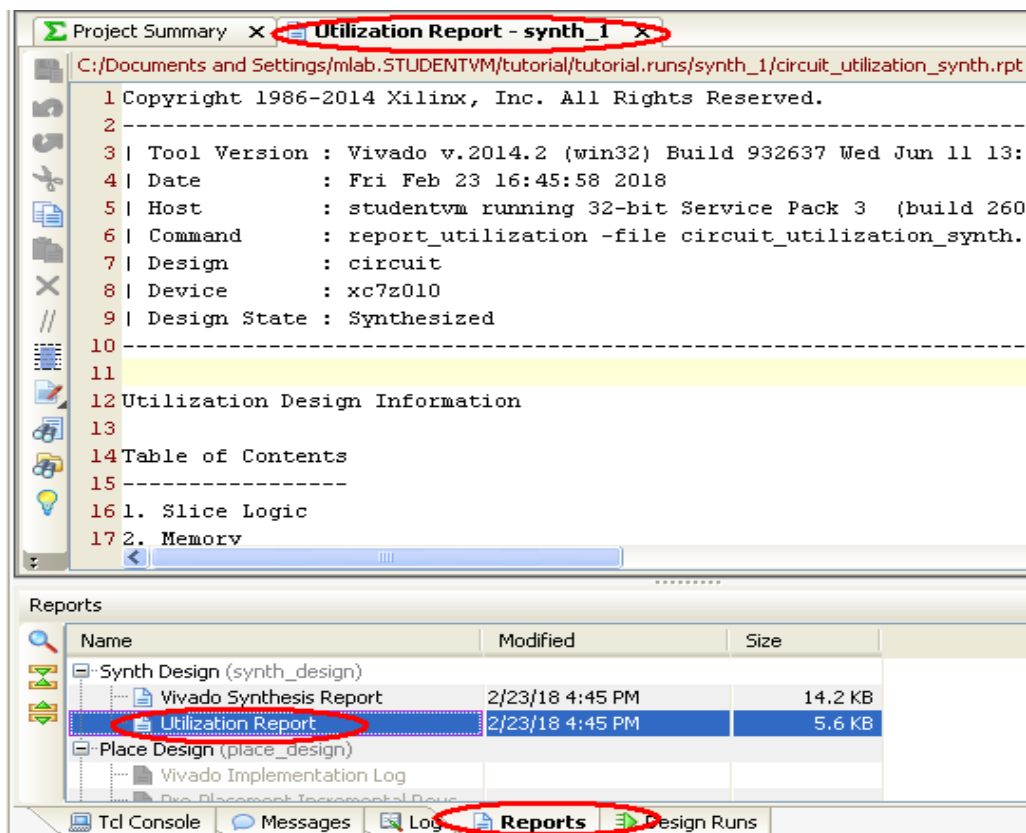 Project Summary X Utilization Report - synth_1 X
C:/Documents and Settings/mlab.STUDENTVM/tutorial/tutorial.runs/synth_1/circuit_utilization_synth.rpt
1 Copyright 1986-2014 Xilinx, Inc. All Rights Reserved.
2 ----------------------------------------------------------------------
3 | Tool Version : Vivado v.2014.2 (win32) Build 932637 Wed Jun 11 13:
4 | Date : Fri Feb 23 16:45:58 2018
5 | Host : studentvm running 32-bit Service Pack 3 (build 260
6 | Command : report_utilization -file circuit_utilization_synth.
7 | Design : circuit
8 | Device : xc7z010
9 | Design State : Synthesized
10 ----------------------------------------------------------------------
11
12 Utilization Design Information
13
14 Table of Contents
15 -----------------
16 1. Slice Logic
17 2. Memory
Reports
Name Modified Size
Synth Design (synth_design)
Vivado Synthesis Report 2/23/18 4:45 PM 14.2 KB
Utilization Report 2/23/18 4:45 PM 5.6 KB
Place Design (place_design)
Vivado Implementation Log
Pre-Placement Incremental
Tcl Console Messages Log Reports Design Runs